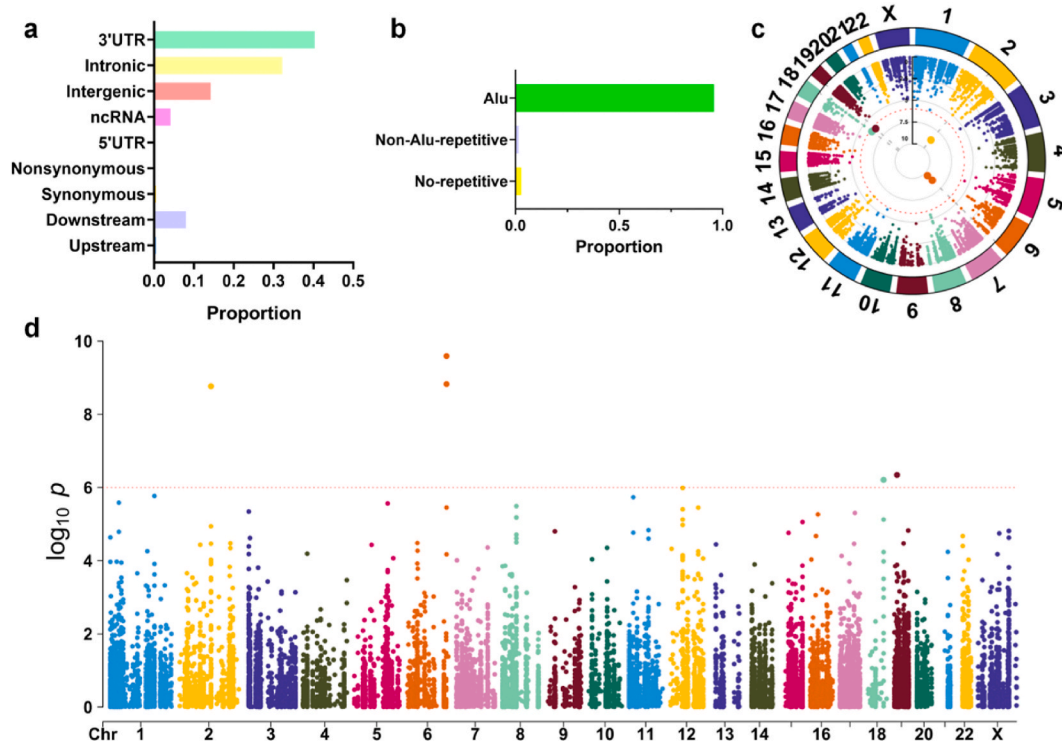 a
3'UTR
Intronic
Intergenic
ncRNA
5'UTR
Nonsynonymous
Synonymous
Downstream
Upstream
0.0 0.1 0.2 0.3 0.4 0.5
Proportion
b
Alu
Non-Alu-repetitive
No-repetitive
0.0 0.5 1.0
Proportion
c
X 1 2 3 4 5 6 7 8 9 10 11 12 13 14 15 16 17 18 19 20 21 22
7.5
10
d
log10 p
10
8
6
4
2
0
Chr 1 2 3 4 5 6 7 8 9 10 11 12 13 14 16 18 20 22 X